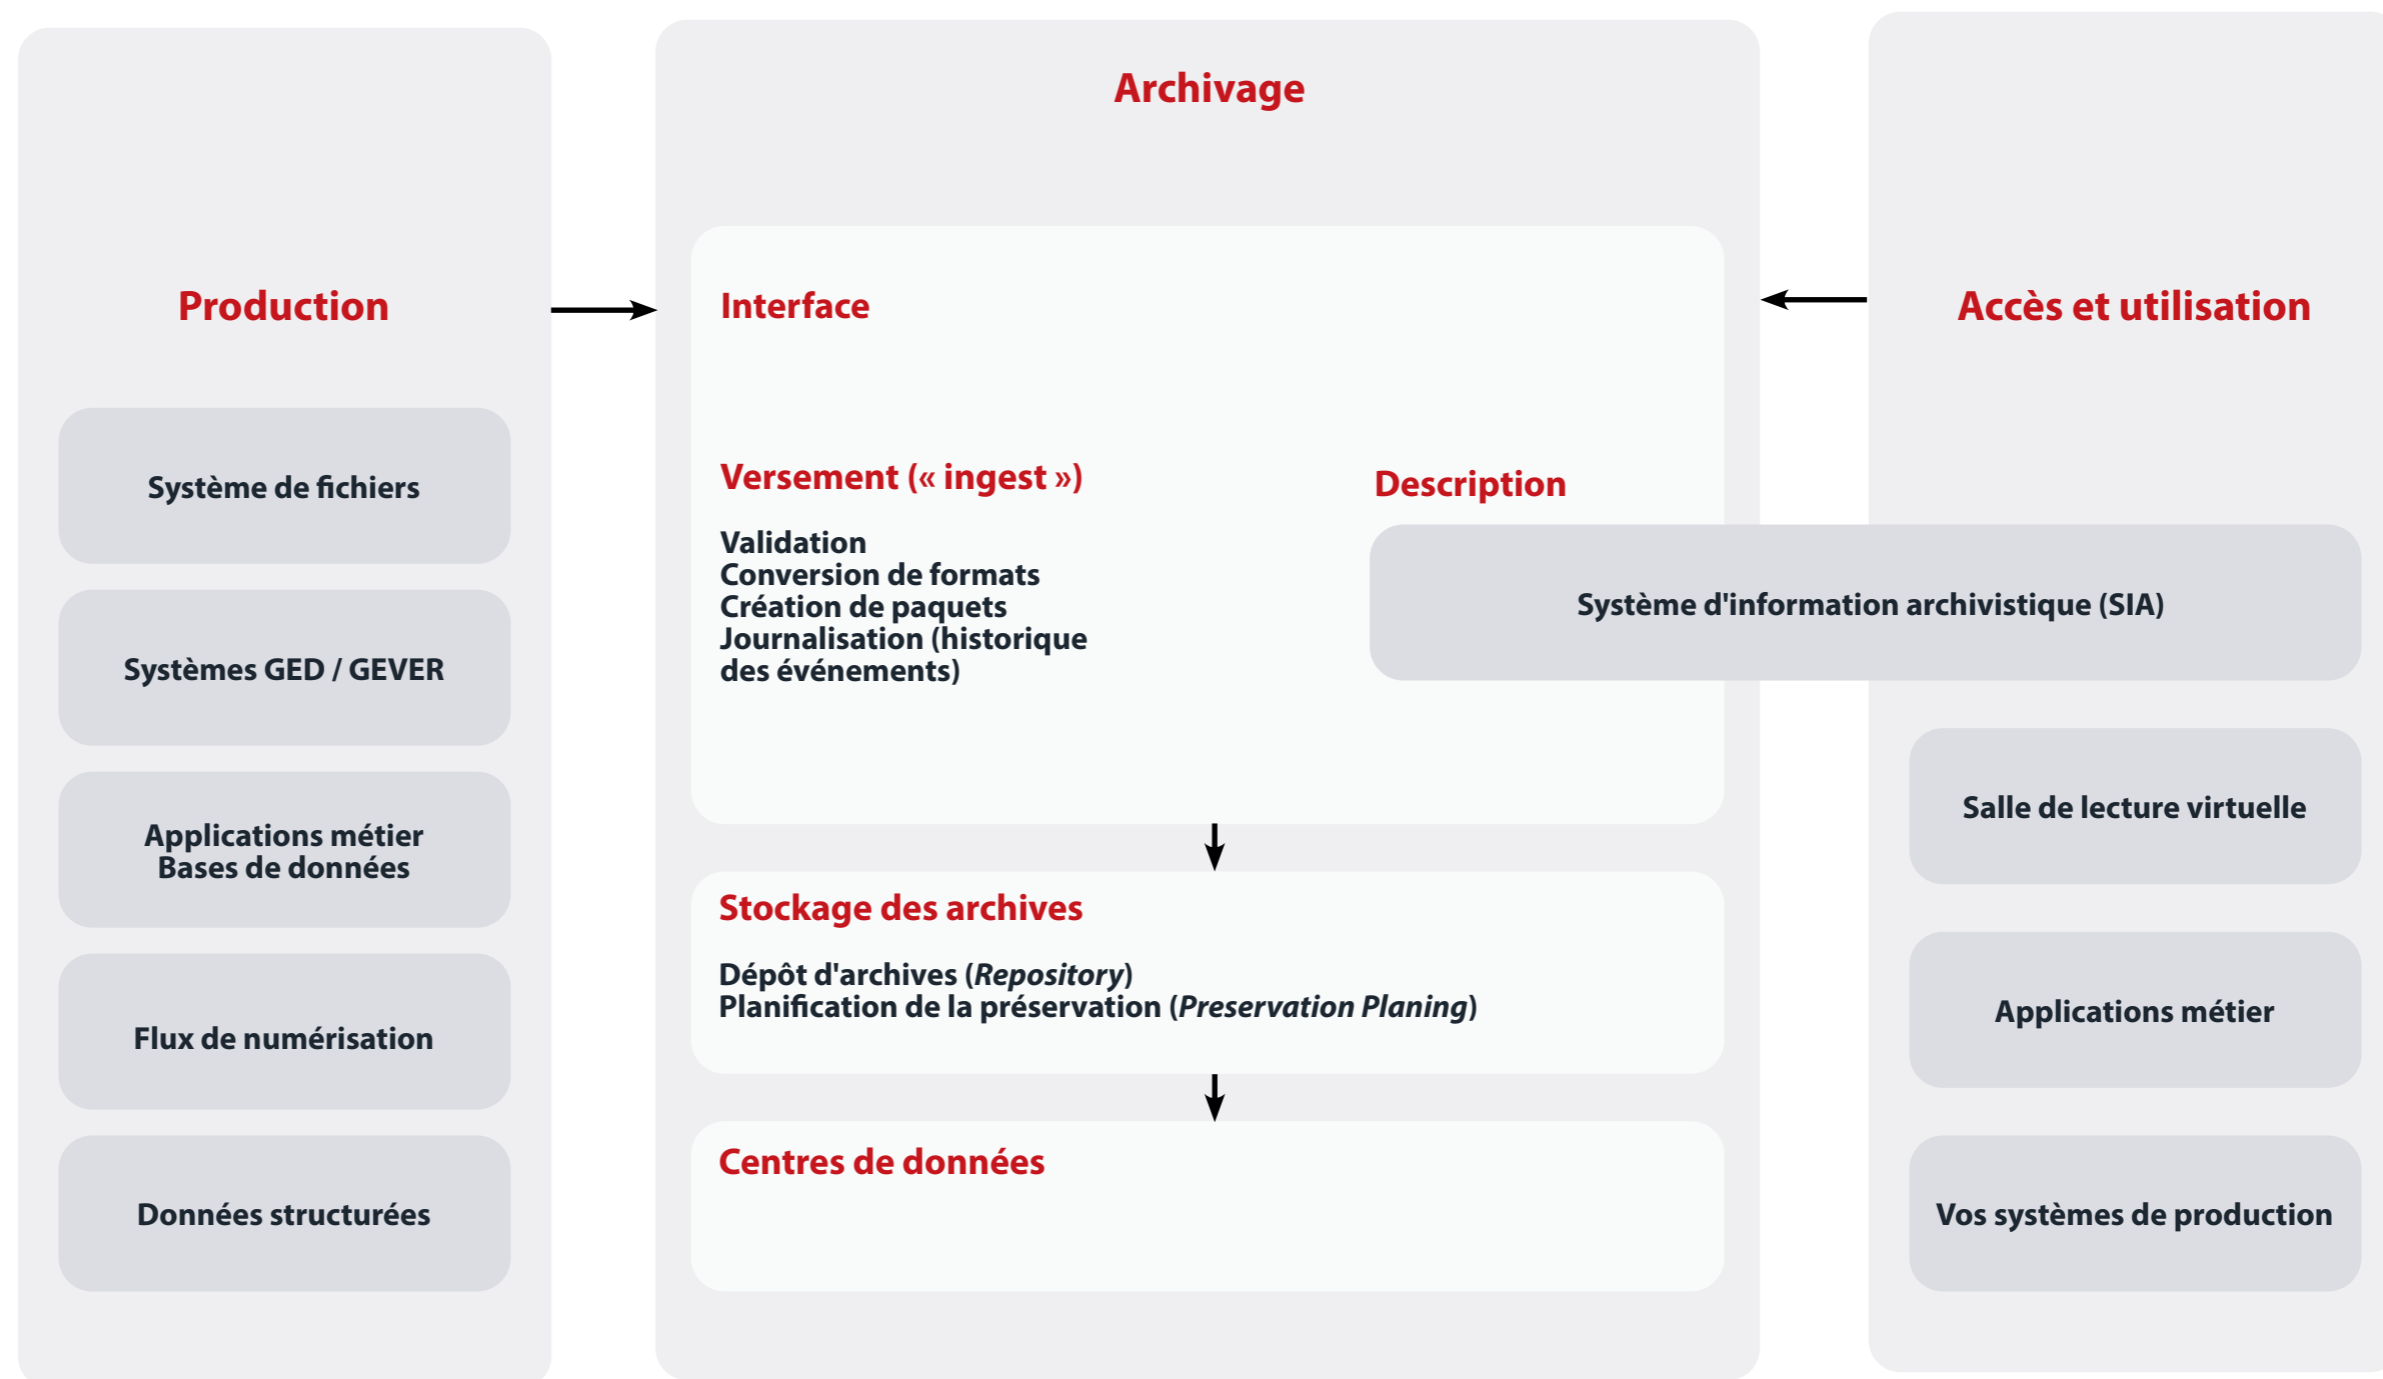 Production
Système de fichiers
Systèmes GED / GEVER
Applications métier
Bases de données
Flux de numérisation
Données structurées
Archivage
Interface
Versement (« ingest »)
Validation
Conversion de formats
Création de paquets
Journalisation (historique
des événements)
Description
Système d'information archivistique (SIA)
Stockage des archives
Dépôt d'archives (Repository)
Planification de la préservation (Preservation Planing)
Centres de données
Accès et utilisation
Salle de lecture virtuelle
Applications métier
Vos systèmes de production